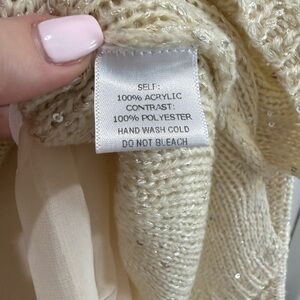 SELF:
100% ACRYLIC
CONTRAST:
100% POLYESTER
HAND WASH COLD
DO NOT BLEACH